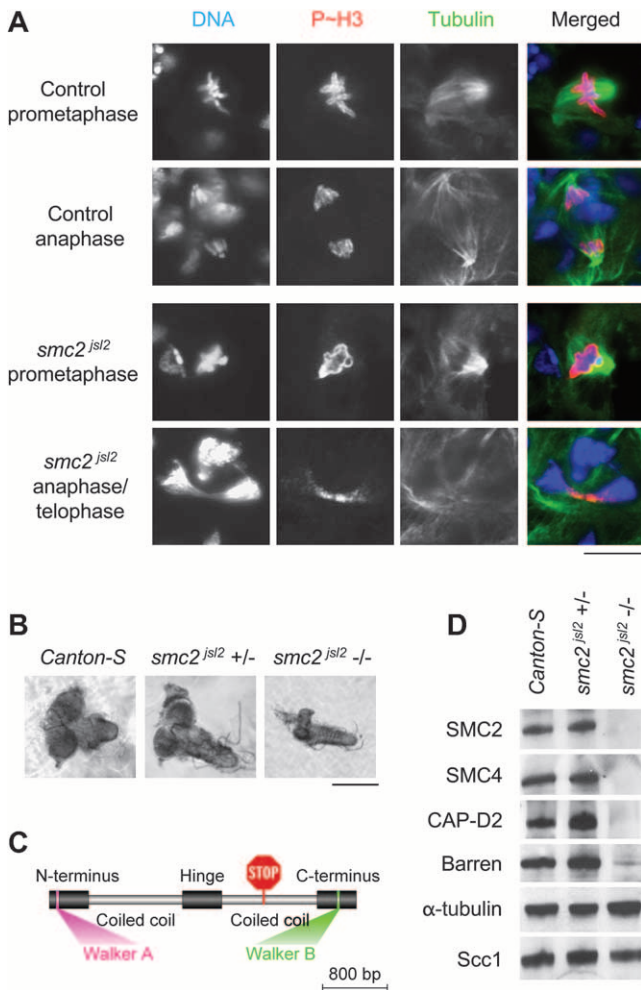 A
DNA P~H3 Tubulin Merged
Control
prometaphase
Control
anaphase
smc2 jsl2
prometaphase
smc2 jsl2
anaphase/
telophase
B
Canton-S smc2 jsl2 +/- smc2 jsl2 -/-
C
N-terminus Hinge STOP C-terminus
Coiled coil Coiled coil
Walker A Walker B
800 bp
D
Canton-S smc2 jsl2 +/- smc2 jsl2 -/-
SMC2
SMC4
CAP-D2
Barren
α-tubulin
Scc1